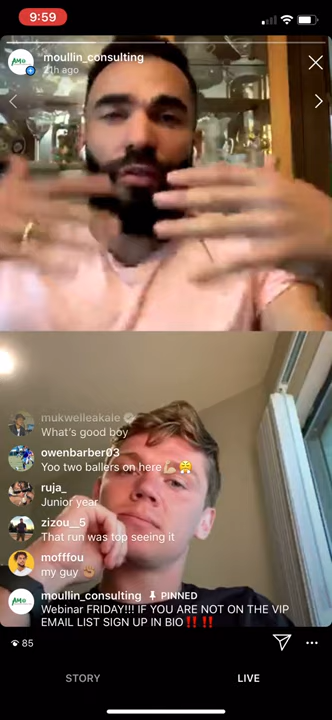 9:59
moullin_consulting
21h ago
mukweileakale
What's good boy
owenbarber03
Yoo two ballers on here💪🏼😤
ruja_
Junior year
zizou__5
That run was top seeing it
mofffou
my guy ✊🏼
moullin_consulting PINNED
Webinar FRIDAY!!! IF YOU ARE NOT ON THE VIP
EMAIL LIST SIGN UP IN BIO‼️ ‼️
85
STORY LIVE